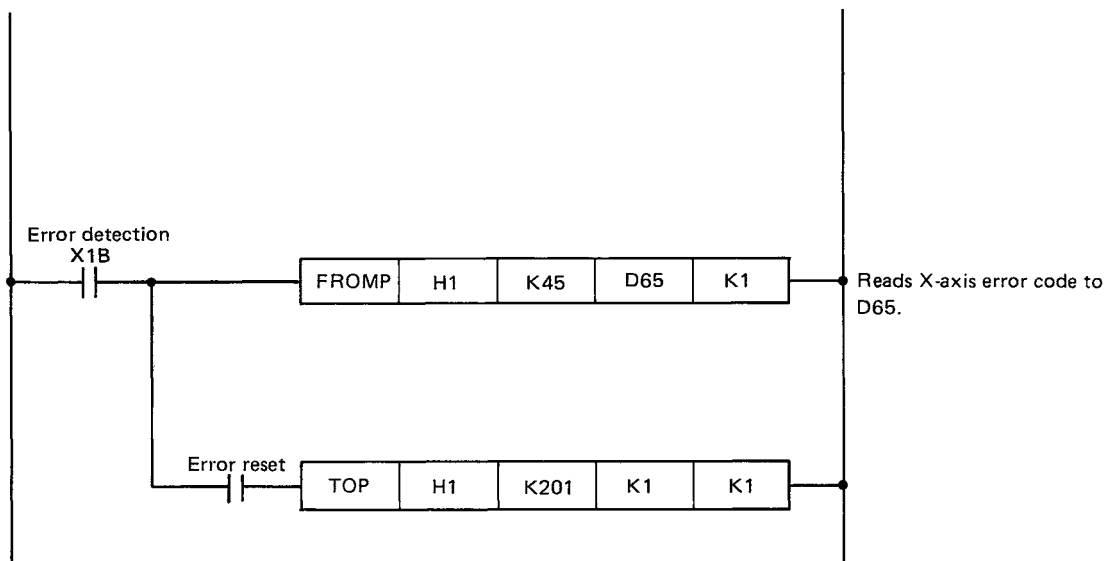 Error detection
X1B
FROMP H1 K45 D65 K1
Reads X-axis error code to
D65.
Error reset
TOP H1 K201 K1 K1